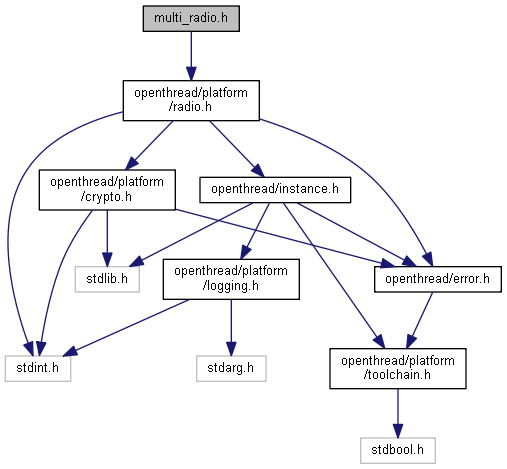 multi_radio.h
openthread/platform
/radio.h
openthread/platform
/crypto.h
openthread/instance.h
stdlib.h
openthread/platform
/logging.h
openthread/error.h
stdint.h
stdarg.h
openthread/platform
/toolchain.h
stdbool.h